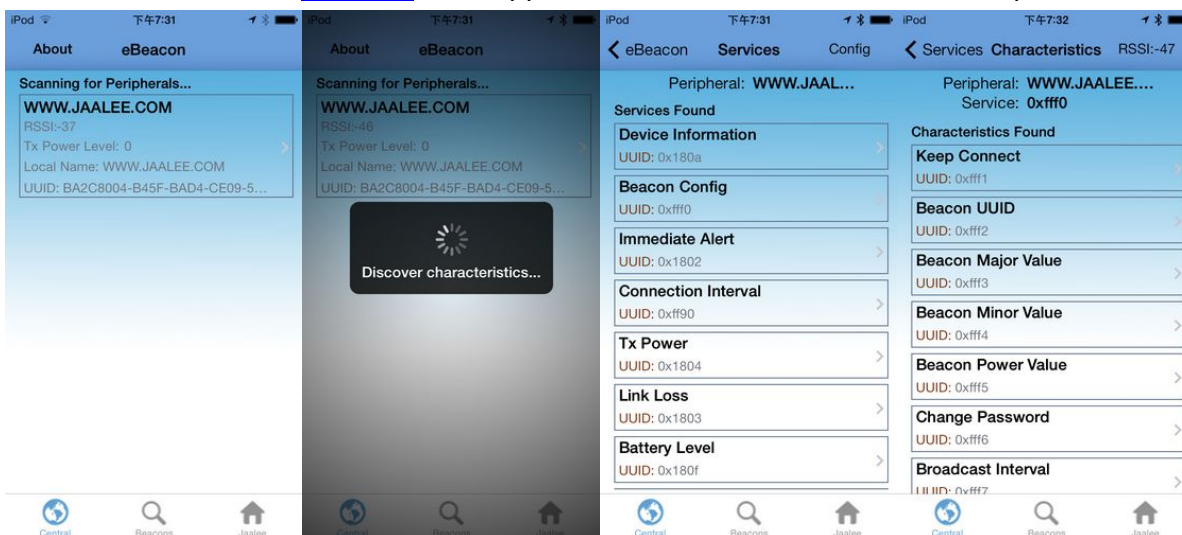 iPod
下午7:31
About
eBeacon
Scanning for Peripherals...
WWW.JAALEE.COM
RSSI:-37
Tx Power Level: 0
Local Name: WWW.JAALEE.COM
UUID: BA2C8004-B45F-BAD4-CE09-5...
Central
Beacons
Jaalee
iPod
下午7:31
About
eBeacon
Scanning for Peripherals...
WWW.JAALEE.COM
RSSI:-46
Tx Power Level: 0
Local Name: WWW.JAALEE.COM
UUID: BA2C8004-B45F-BAD4-CE09-5...
Discover characteristics...
Central
Beacons
Jaalee
iPod
下午7:31
eBeacon
Services
Config
Peripheral: WWW.JAAL...
Services Found
Device Information
UUID: 0x180a
Beacon Config
UUID: 0xfff0
Immediate Alert
UUID: 0x1802
Connection Interval
UUID: 0xff90
Tx Power
UUID: 0x1804
Link Loss
UUID: 0x1803
Battery Level
UUID: 0x180f
Central
Beacons
Jaalee
iPod
下午7:32
Services
Characteristics
RSSI:-47
Peripheral: WWW.JAALEE....
Service: 0xfff0
Characteristics Found
Keep Connect
UUID: 0xfff1
Beacon UUID
UUID: 0xfff2
Beacon Major Value
UUID: 0xfff3
Beacon Minor Value
UUID: 0xfff4
Beacon Power Value
UUID: 0xfff5
Change Password
UUID: 0xfff6
Broadcast Interval
UUID: 0xfff7
Central
Beacons
Jaalee